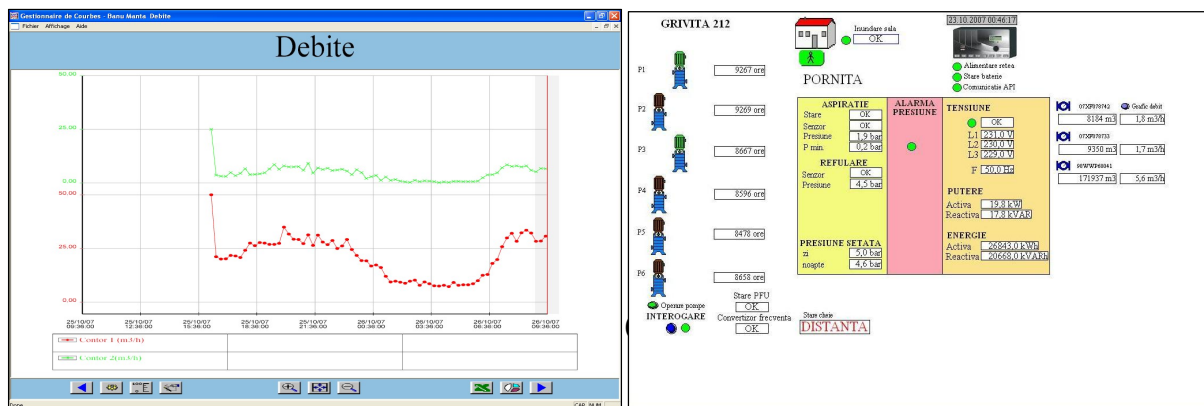 Gestionnaire de Courbes - Banu Manta Debite
Fichier Affichage Aide
Debite
50.00
25.00
0.00
50.00
25.00
0.00
25/10/07 25/10/07 25/10/07 25/10/07 25/10/07 26/10/07 26/10/07 26/10/07 26/10/07
09:36:00 12:36:00 15:36:00 18:36:00 21:36:00 00:36:00 03:36:00 06:36:00 09:36:00
Contor 1 (m3/h)
Contor 2(m3/h)
Done
GRIVITA 212
P1 9267 ore
P2 9269 ore
P3 8667 ore
P4 8596 ore
P5 8478 ore
P6 8658 ore
Operare pompe
INTEROGARE
Stare PFU
OK
Convertizor frecventa
OK
Stare cheie
DISTANTA
Inundare sala
OK
PORNITA
23.10.2007 00:46:17
Alimentare retea
Stare baterie
Comunicatie API
ASPIRATIE
Stare OK
Senzor OK
Presiune 1,9 bar
P min. 0,2 bar
REFULARE
Senzor OK
Presiune 4,5 bar
PRESIUNE SETATA
zi 5,0 bar
noapte 4,6 bar
ALARMA
PRESIUNE
TENSIUNE
OK
L1 231,0 V
L2 230,0 V
L3 229,0 V
F 50,0 Hz
PUTERE
Activa 19,8 kW
Reactiva 17,8 kVAR
ENERGIE
Activa 26843,0 kWh
Reactiva 20668,0 kVARh
07XF078742 Grafic debit
8184 m3 1,8 m3/h
07XF078733
9350 m3 1,7 m3/h
171937 m3 5,6 m3/h